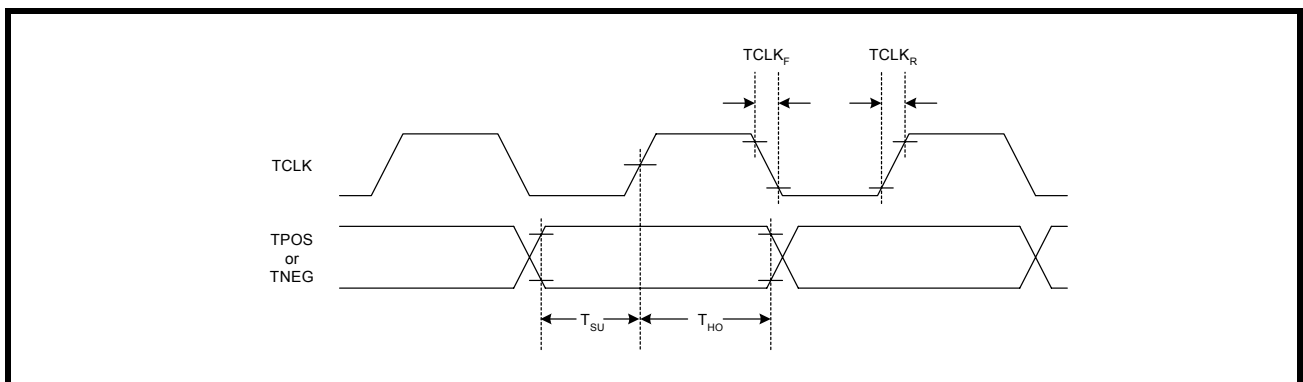 TCLKF TCLKR
TCLK
TPOS
or
TNEG
TSU THO